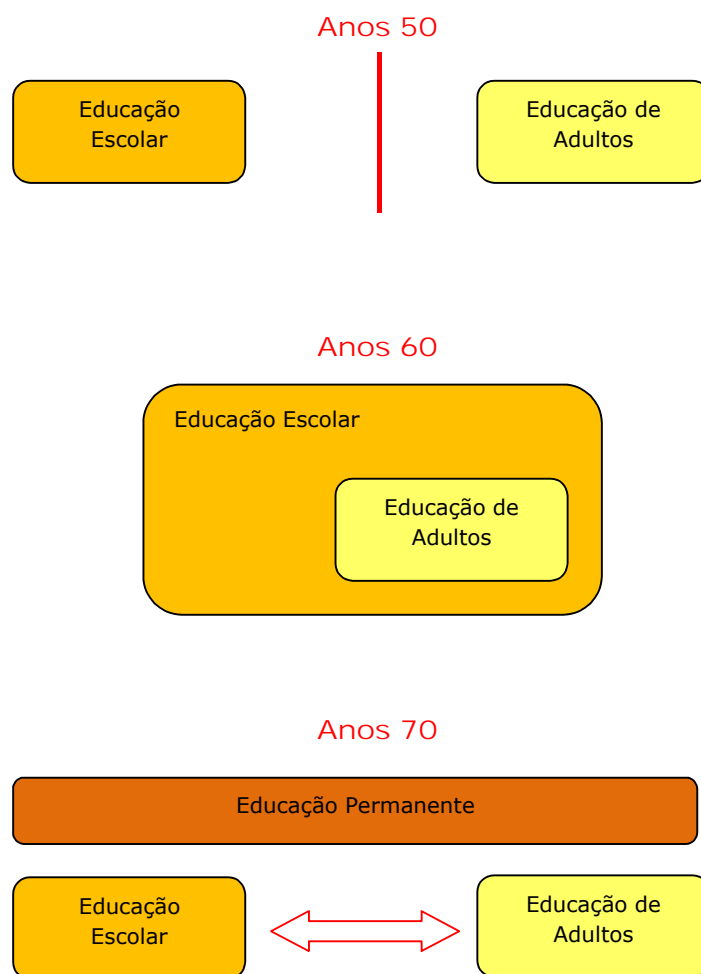 Anos 50
Educação
Escolar
Educação de
Adultos
Anos 60
Educação Escolar
Educação de
Adultos
Anos 70
Educação Permanente
Educação
Escolar
Educação de
Adultos